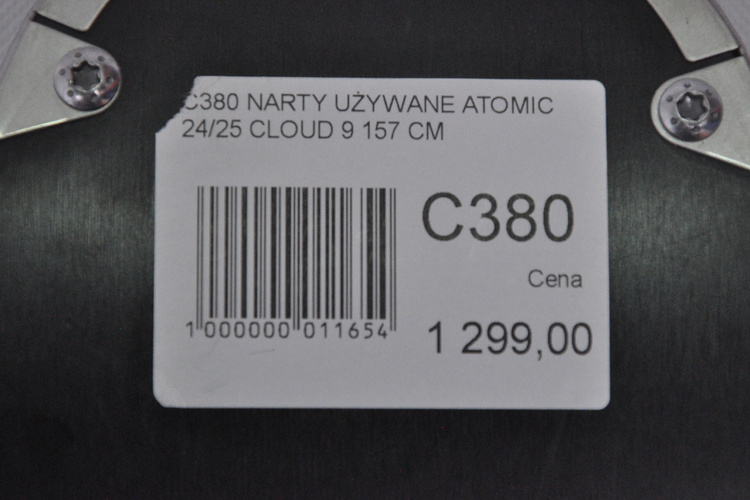 C380 NARTY UŻYWANE ATOMIC
24/25 CLOUD 9 157 CM
C380
Cena
1 299,00
1 000000 011654